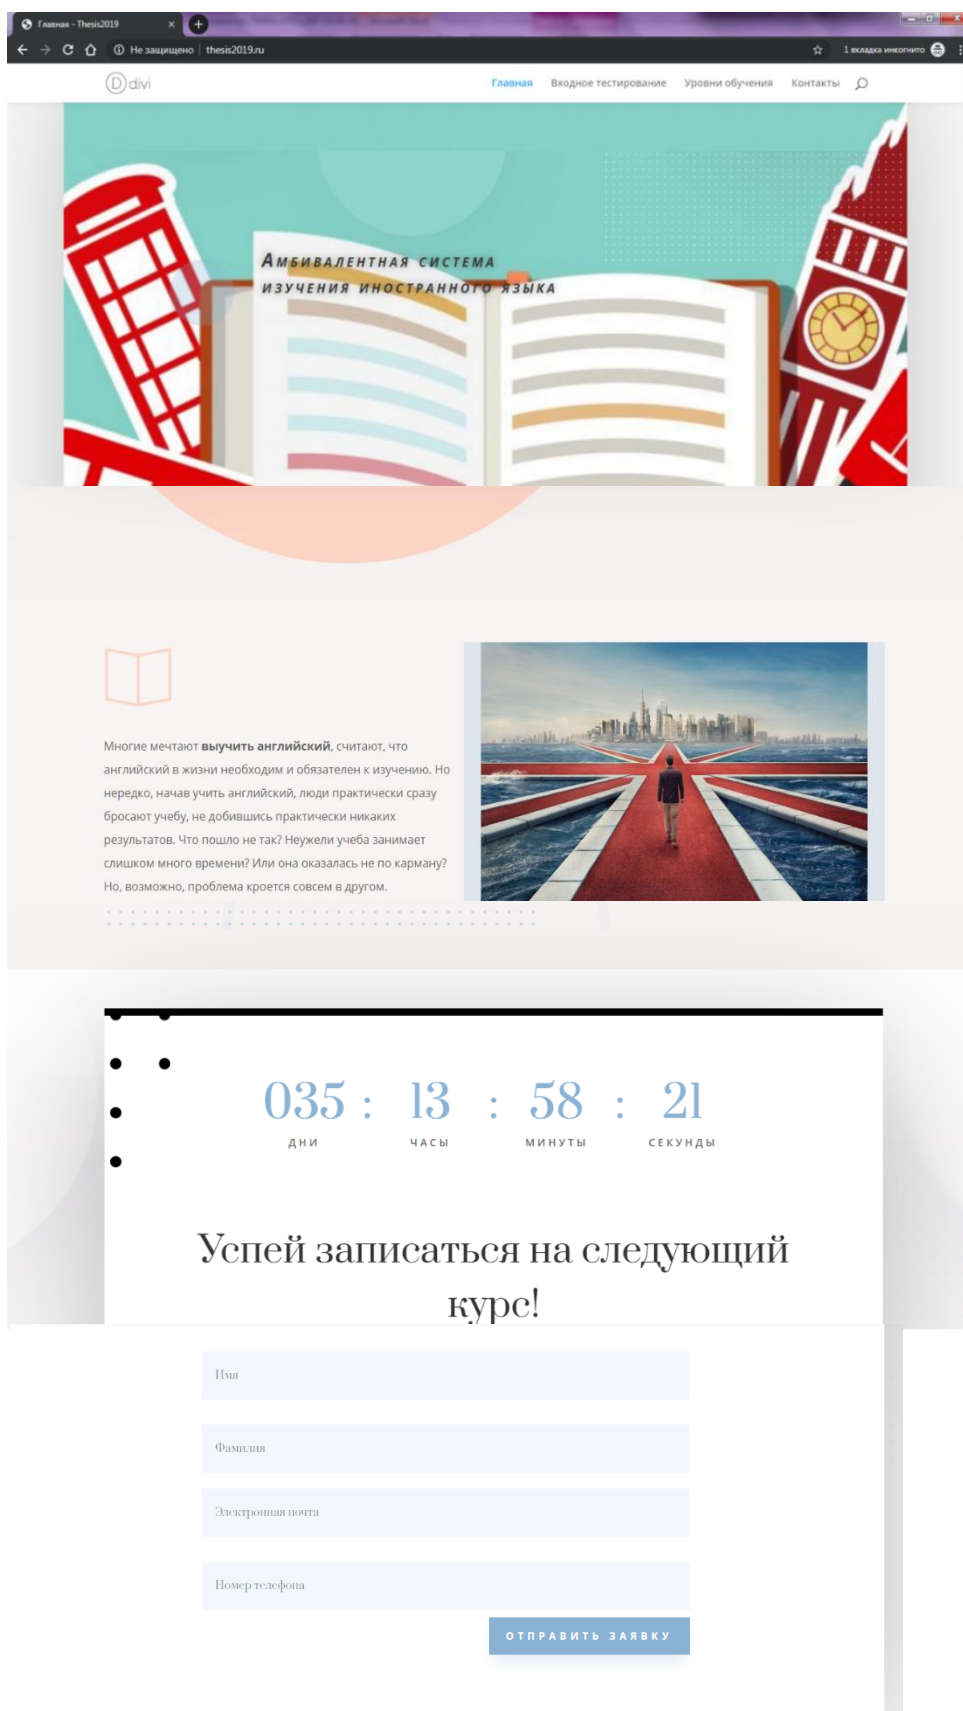 Главная - Thesis2019
Не защищено | thesis2019.ru
1 вкладка инкогнито
D divi
Главная Входное тестирование Уровни обучения Контакты
Амбивалентная система
изучения иностранного языка
Многие мечтают выучить английский, считают, что
английский в жизни необходим и обязателен к изучению. Но
нередко, начав учить английский, люди практически сразу
бросают учебу, не добившись практически никаких
результатов. Что пошло не так? Неужели учеба занимает
слишком много времени? Или она оказалась не по карману?
Но, возможно, проблема кроется совсем в другом.
035 : 13 : 58 : 21
ДНИ ЧАСЫ МИНУТЫ СЕКУНДЫ
Успей записаться на следующий
курс!
Имя
Фамилия
Электронная почта
Номер телефона
ОТПРАВИТЬ ЗАЯВКУ